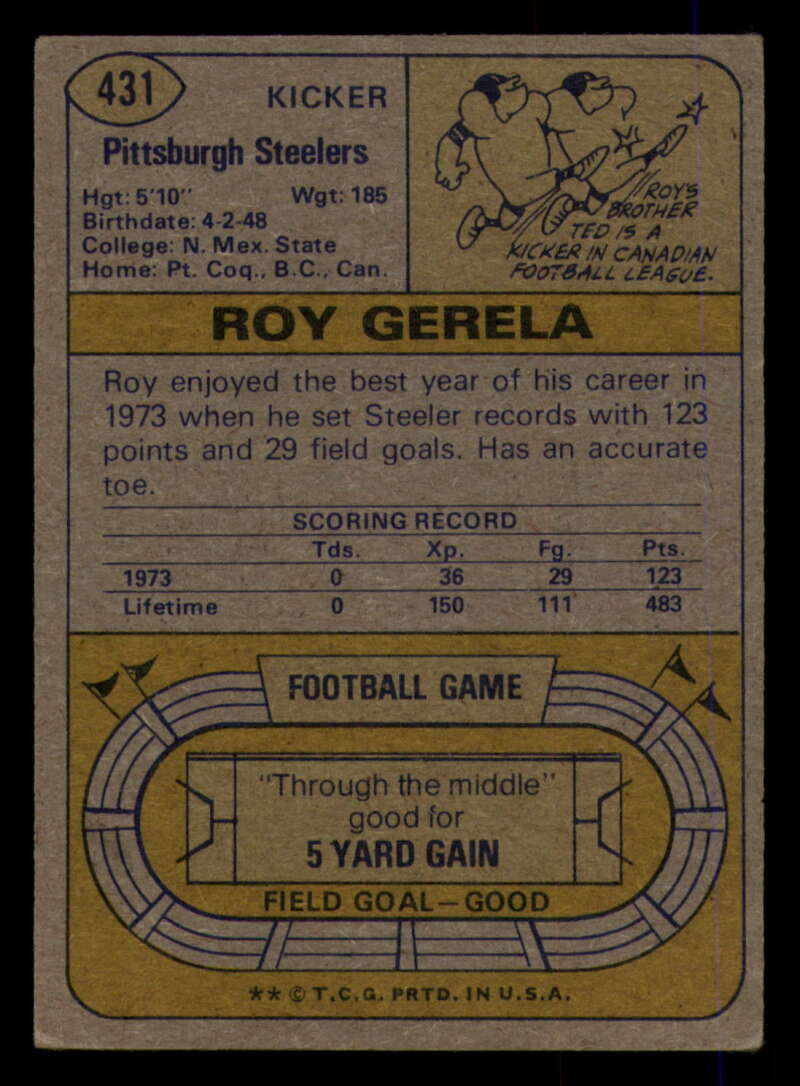 431
KICKER
Pittsburgh Steelers
Hgt: 5'10" Wgt: 185
Birthdate: 4-2-48
College: N. Mex. State
Home: Pt. Coq., B.C., Can.
ROY'S
BROTHER
TED IS A
KICKER IN CANADIAN
FOOTBALL LEAGUE.
ROY GERELA
Roy enjoyed the best year of his career in
1973 when he set Steeler records with 123
points and 29 field goals. Has an accurate
toe.
SCORING RECORD
Tds. Xp. Fg. Pts.
1973 0 36 29 123
Lifetime 0 150 111 483
FOOTBALL GAME
"Through the middle"
good for
5 YARD GAIN
FIELD GOAL—GOOD
** © T.C.G. PRTD. IN U.S.A.